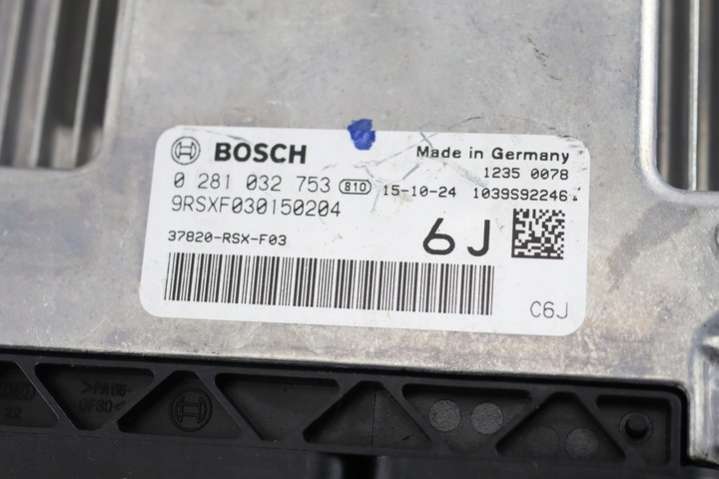 BOSCH Made in Germany
1235 0078
0 281 032 753 B10 15-10-24 1039S92246
9RSXF030150204
37820-RSX-F03
6J
C6J